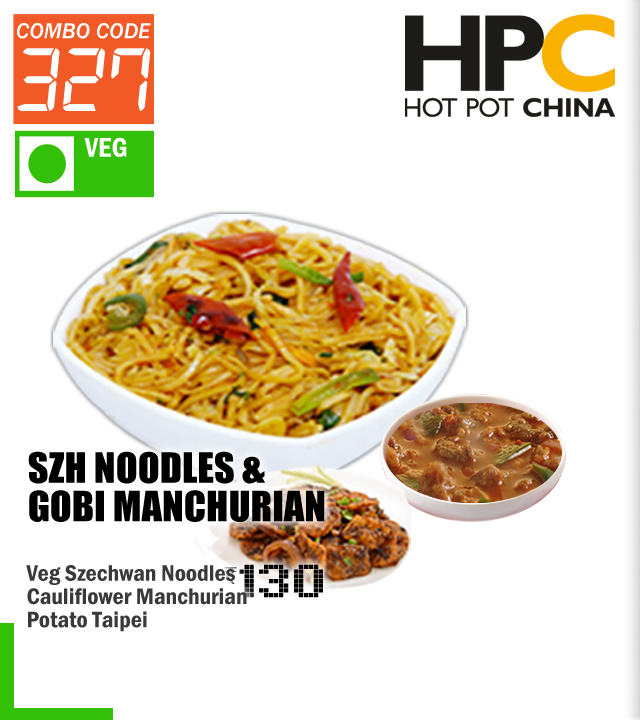 COMBO CODE
327
VEG
HPC
HOT POT CHINA
SZH NOODLES &
GOBI MANCHURIAN
Veg Szechwan Noodles
Cauliflower Manchurian
Potato Taipei
130